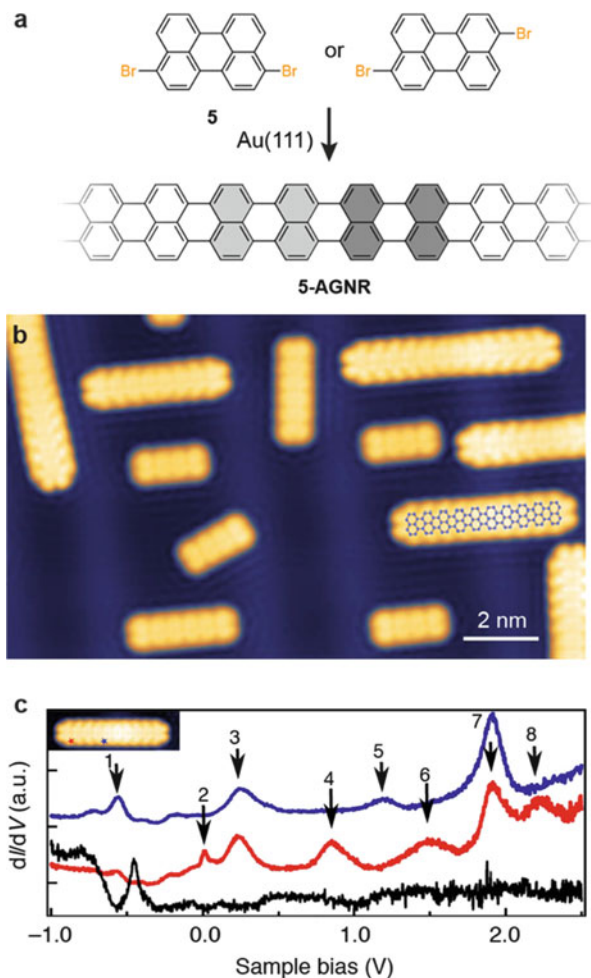 a
Br
Br
or
Br
Br
5
Au(111)
5-AGNR
b
2 nm
c
1
2
3
4
5
6
7
8
dI/dV (a.u.)
–1.0
0.0
1.0
2.0
Sample bias (V)